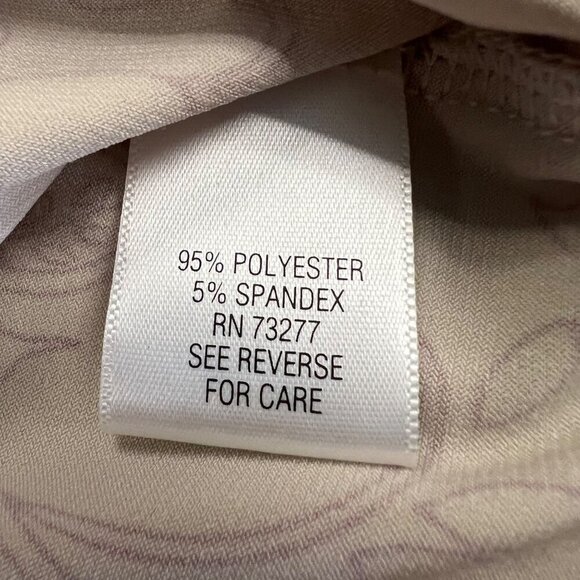 95% POLYESTER
5% SPANDEX
RN 73277
SEE REVERSE
FOR CARE